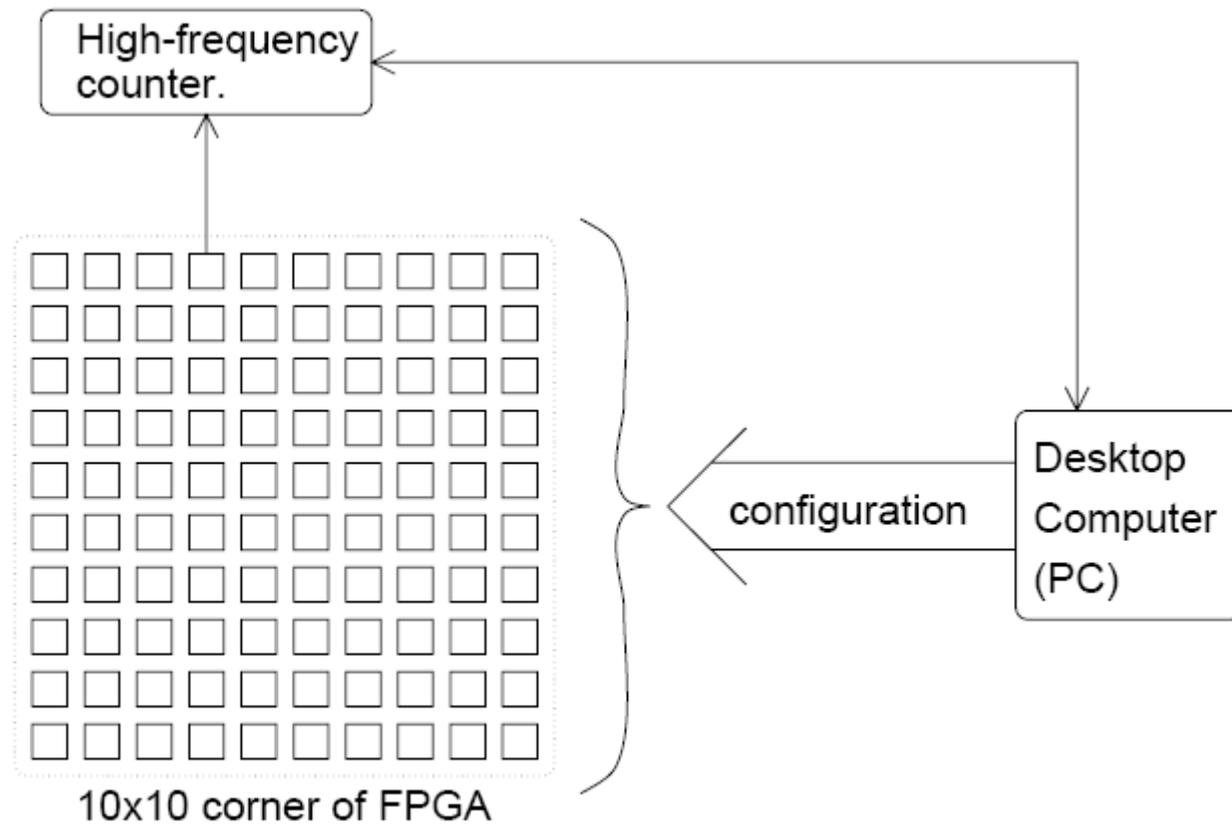 High-frequency
counter.
configuration
Desktop
Computer
(PC)
10x10 corner of FPGA